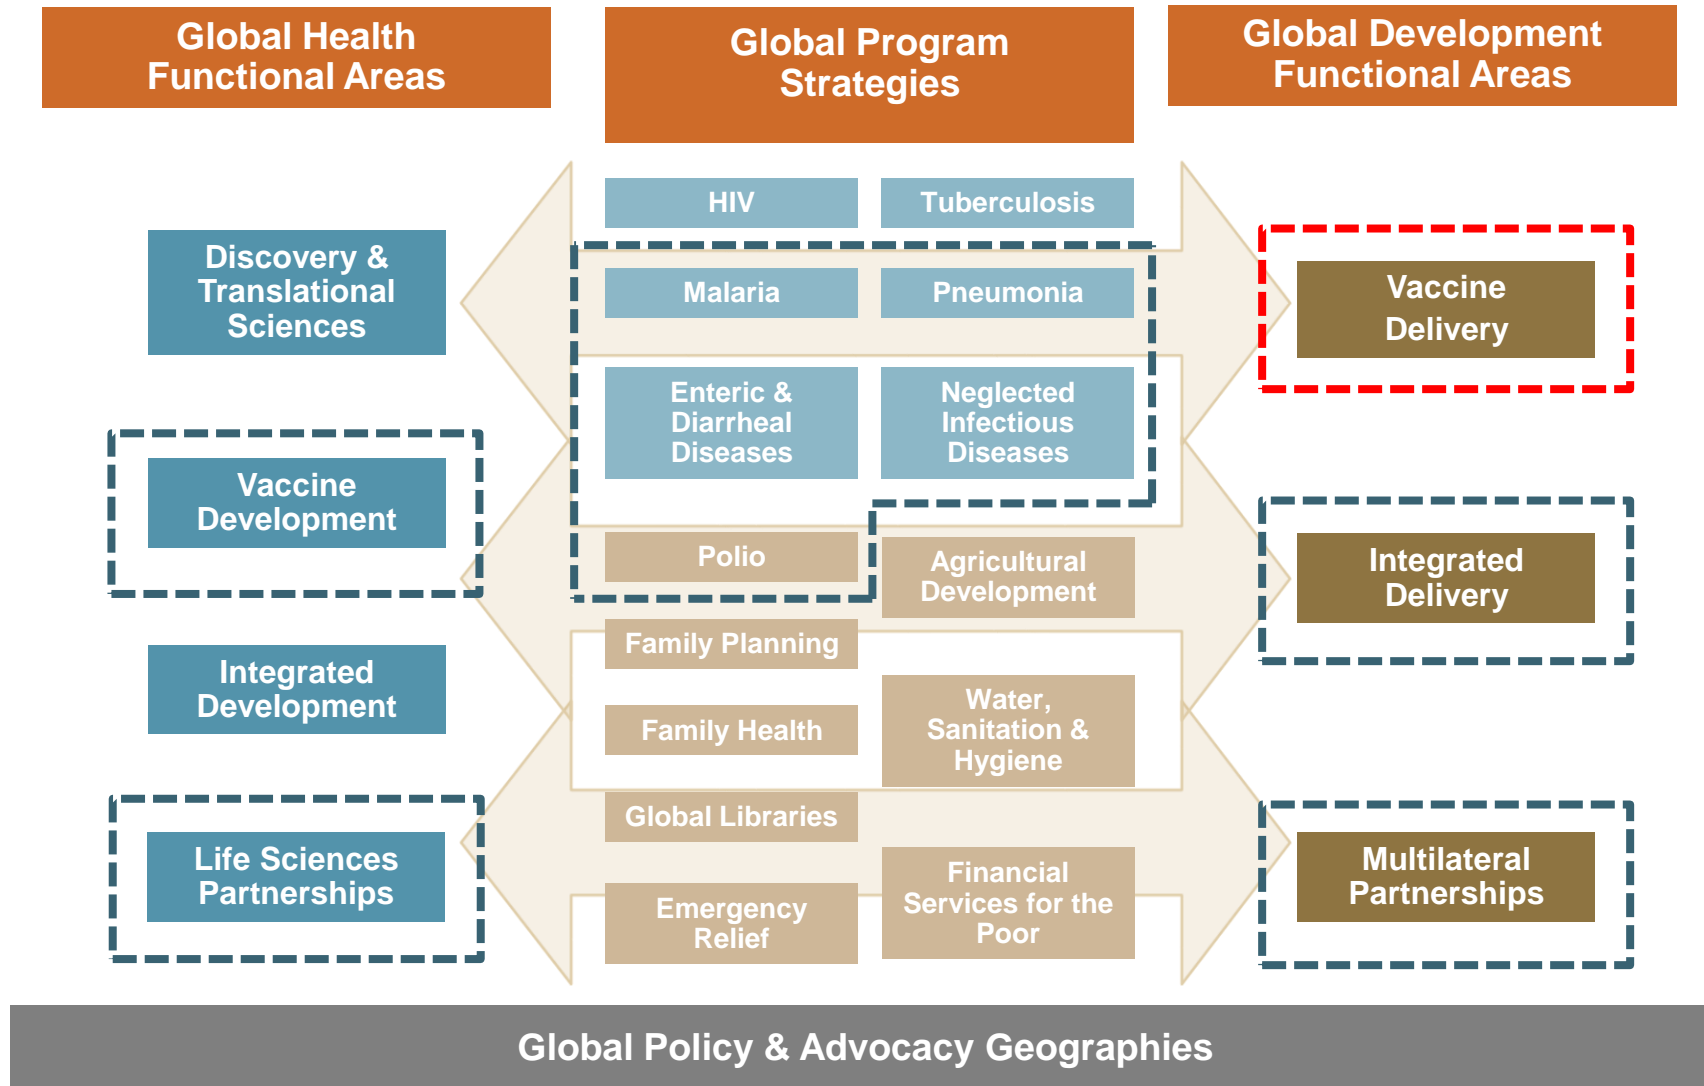 Global Health
Functional Areas
Global Program
Strategies
Global Development
Functional Areas
Discovery &
Translational
Sciences
Vaccine
Development
Integrated
Development
Life Sciences
Partnerships
HIV
Tuberculosis
Malaria
Pneumonia
Enteric &
Diarrheal
Diseases
Neglected
Infectious
Diseases
Polio
Agricultural
Development
Family Planning
Family Health
Water,
Sanitation &
Hygiene
Global Libraries
Emergency
Relief
Financial
Services for the
Poor
Vaccine
Delivery
Integrated
Delivery
Multilateral
Partnerships
Global Policy & Advocacy Geographies